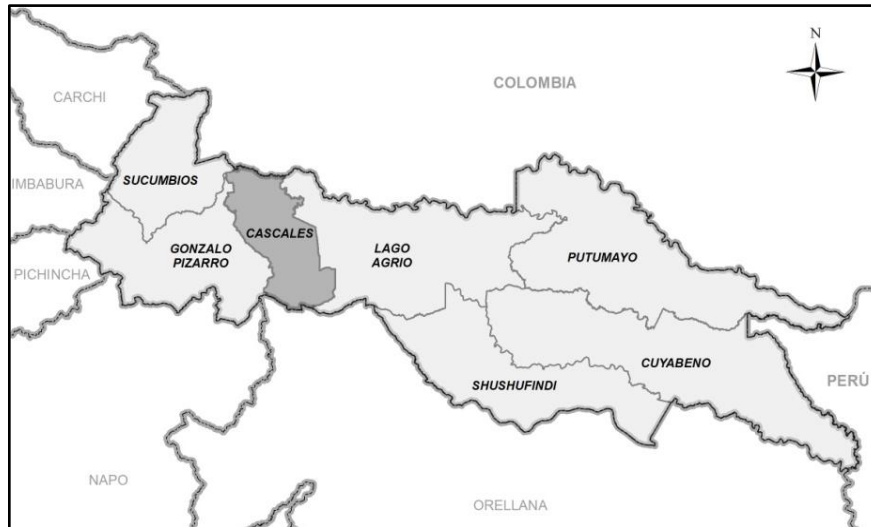 N
COLOMBIA
CARCHI
SUCUMBIOS
IMBABURA
CASCALES
GONZALO
PIZARRO
LAGO
AGRIO
PUTUMAYO
PICHINCHA
CUYABENO
SHUSHUFINDI
PERÚ
NAPO
ORELLANA